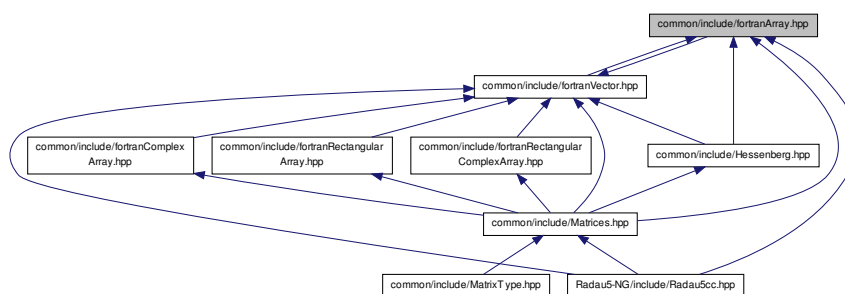 common/include/fortranArray.hpp
common/include/fortranVector.hpp
common/include/fortranComplex
Array.hpp
common/include/fortranRectangular
Array.hpp
common/include/fortranRectangular
ComplexArray.hpp
common/include/Hessenberg.hpp
common/include/Matrices.hpp
common/include/MatrixType.hpp
Radau5-NG/include/Radau5cc.hpp